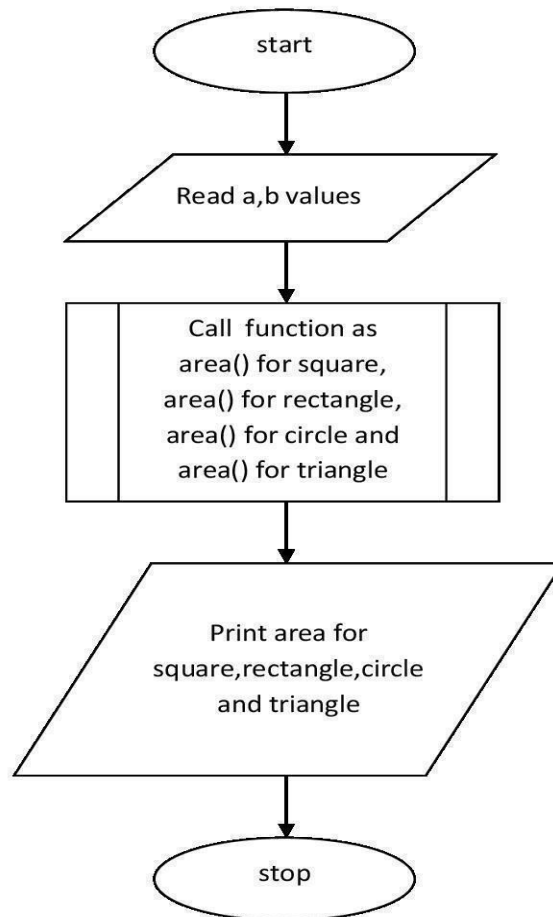 start
Read a,b values
Call function as
area() for square,
area() for rectangle,
area() for circle and
area() for triangle
Print area for
square,rectangle,circle
and triangle
stop